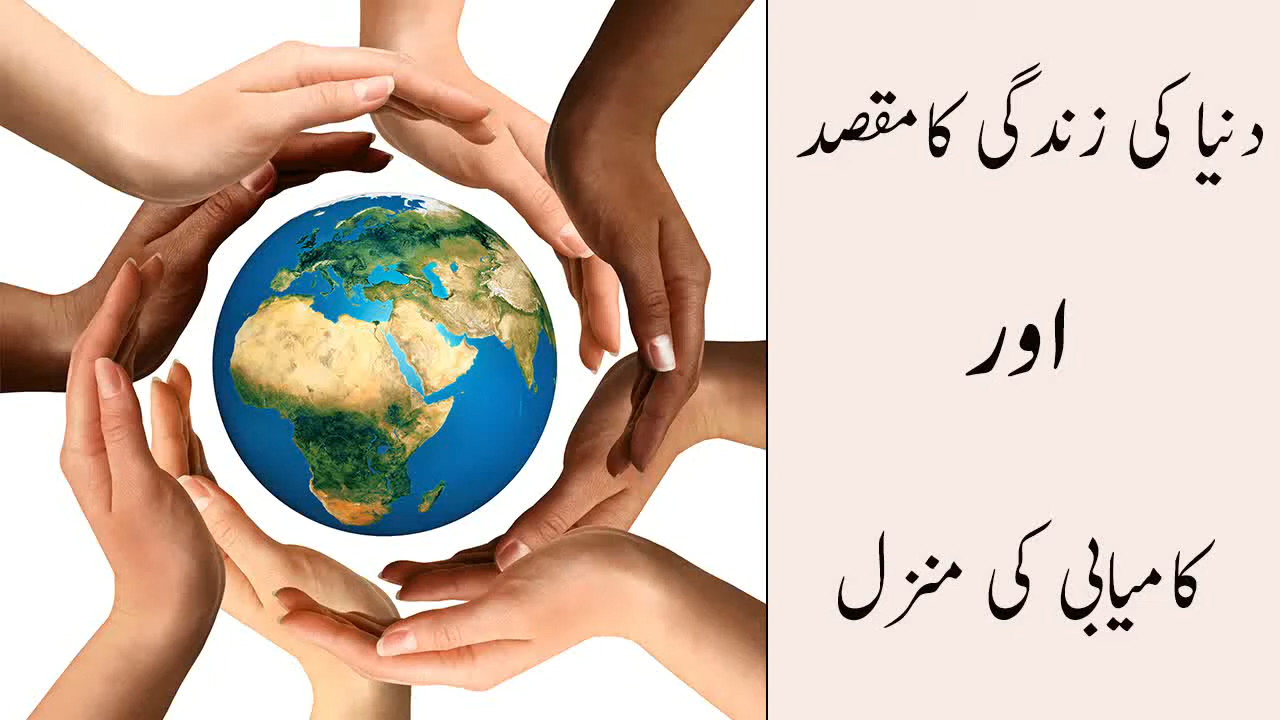 دنیا کی زندگی کا مقصد
اور
کامیابی کی منزل